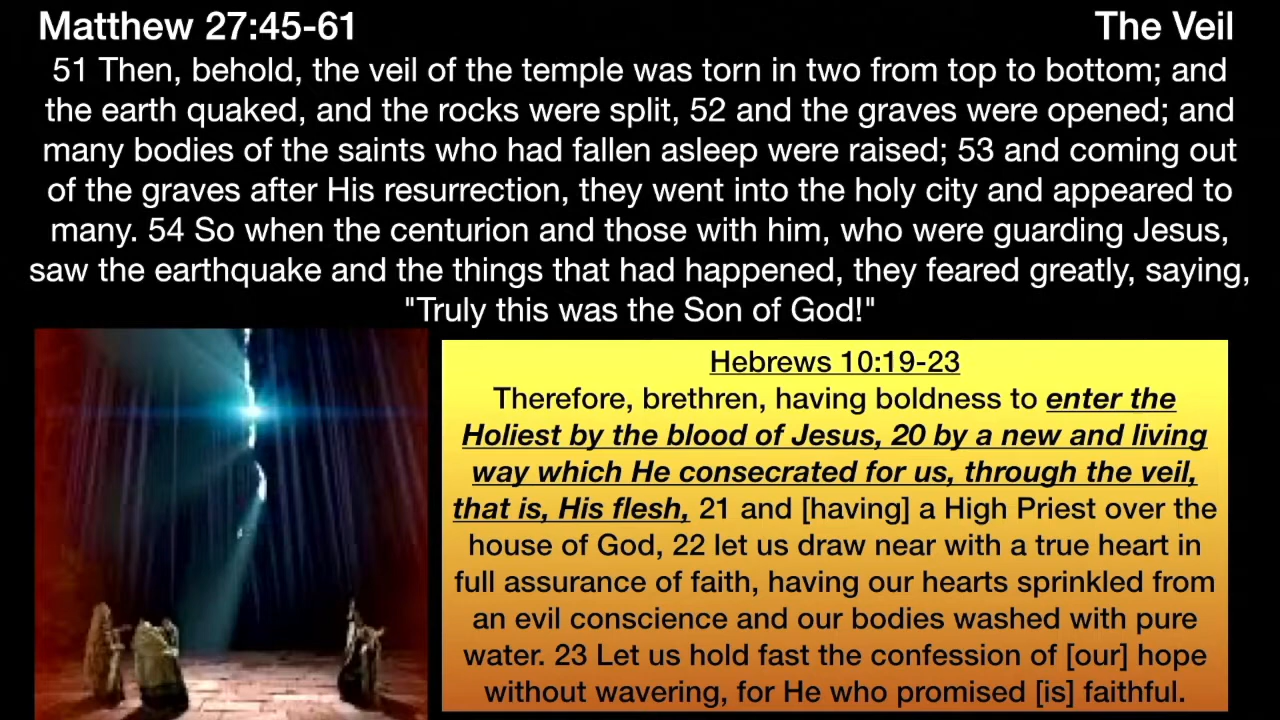 Matthew 27:45-61
The Veil
51 Then, behold, the veil of the temple was torn in two from top to bottom; and
the earth quaked, and the rocks were split, 52 and the graves were opened; and
many bodies of the saints who had fallen asleep were raised; 53 and coming out
of the graves after His resurrection, they went into the holy city and appeared to
many. 54 So when the centurion and those with him, who were guarding Jesus,
saw the earthquake and the things that had happened, they feared greatly, saying,
"Truly this was the Son of God!"
Hebrews 10:19-23
Therefore, brethren, having boldness to enter the
Holiest by the blood of Jesus, 20 by a new and living
way which He consecrated for us, through the veil,
that is, His flesh, 21 and [having] a High Priest over the
house of God, 22 let us draw near with a true heart in
full assurance of faith, having our hearts sprinkled from
an evil conscience and our bodies washed with pure
water. 23 Let us hold fast the confession of [our] hope
without wavering, for He who promised [is] faithful.